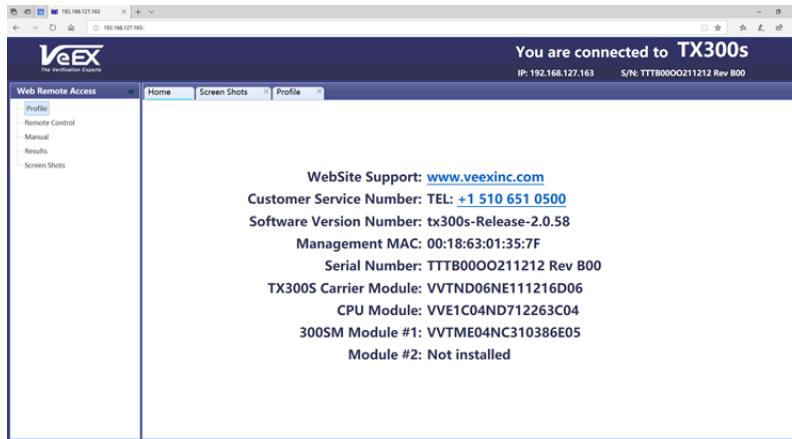 192.168.127.163
192.168.127.163/
VeEX
The Verification Experts
You are connected to TX300s
IP: 192.168.127.163 S/N: TTTB00OO211212 Rev B00
Web Remote Access
Home Screen Shots Profile
Profile
Remote Control
Manual
Results
Screen Shots
WebSite Support: www.veexinc.com
Customer Service Number: TEL: +1 510 651 0500
Software Version Number: tx300s-Release-2.0.58
Management MAC: 00:18:63:01:35:7F
Serial Number: TTTB00OO211212 Rev B00
TX300S Carrier Module: VVTND06NE111216D06
CPU Module: VVE1C04ND712263C04
300SM Module #1: VVTME04NC310386E05
Module #2: Not installed